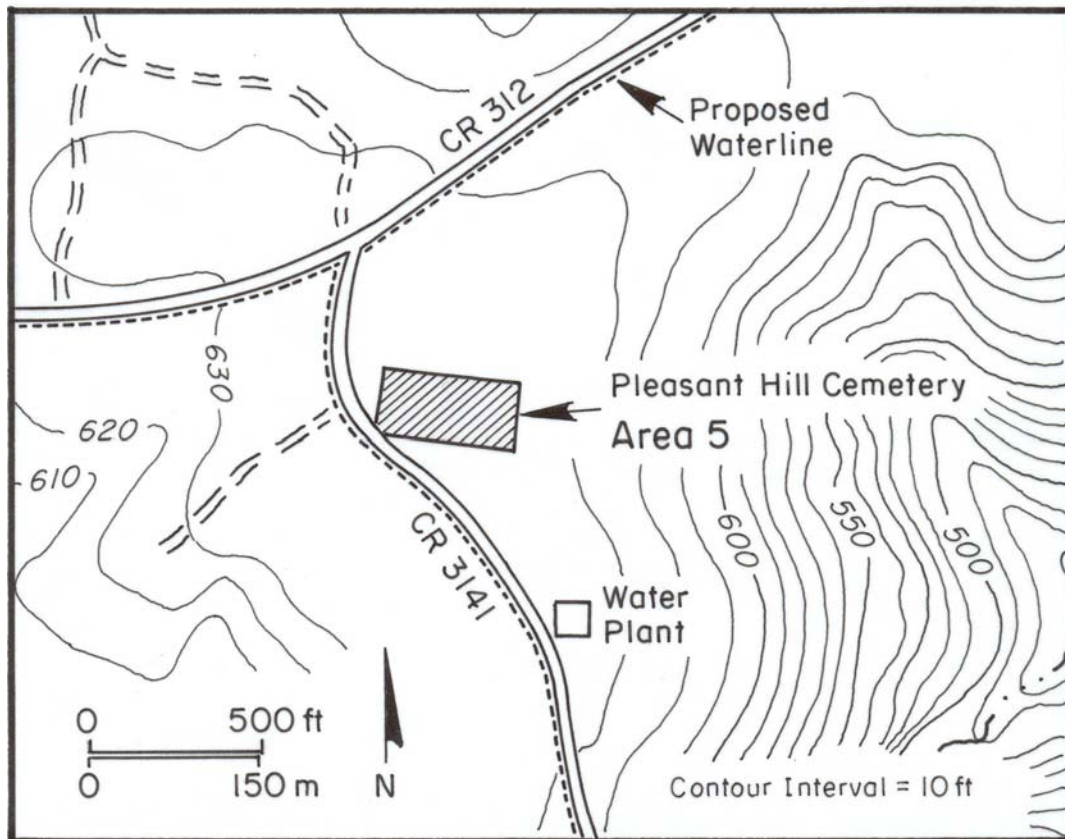 CR 312
Proposed
Waterline
630
Pleasant Hill Cemetery
Area 5
620
610
600
550
500
CR 3141
Water
Plant
0 500 ft
0 150 m
N
Contour Interval = 10 ft